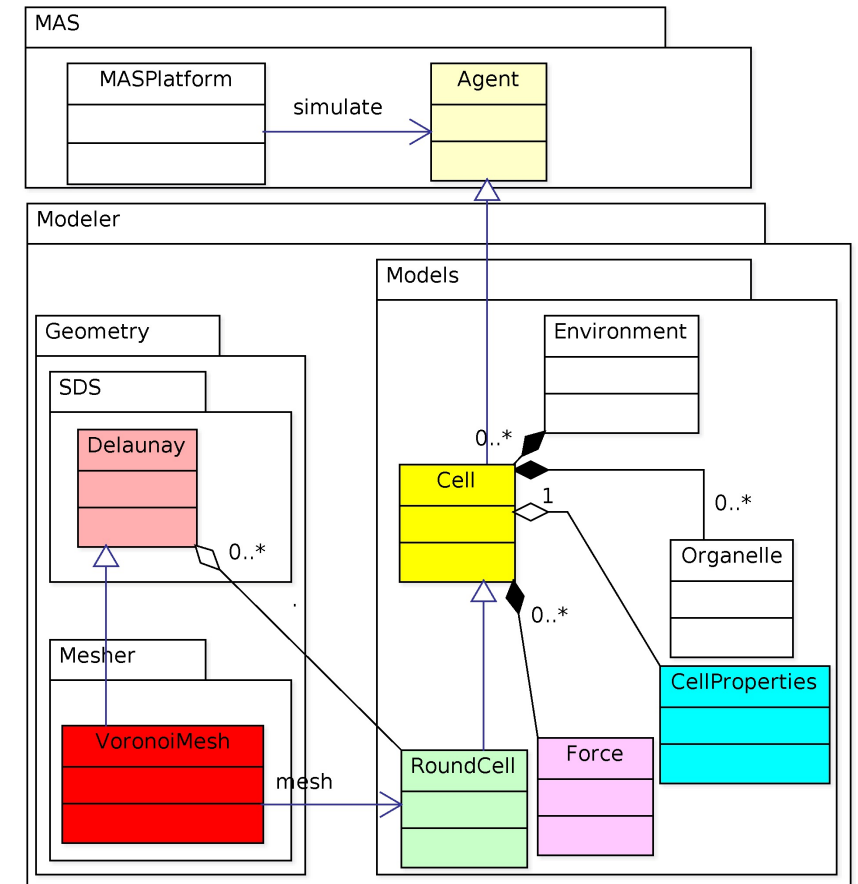 MAS
MASPlatform
simulate
Agent
Modeler
Models
Geometry
Environment
SDS
Delaunay
0..*
Cell
1
0..*
0..*
Organelle
0..*
Mesher
CellProperties
VoronoiMesh
mesh
RoundCell
Force